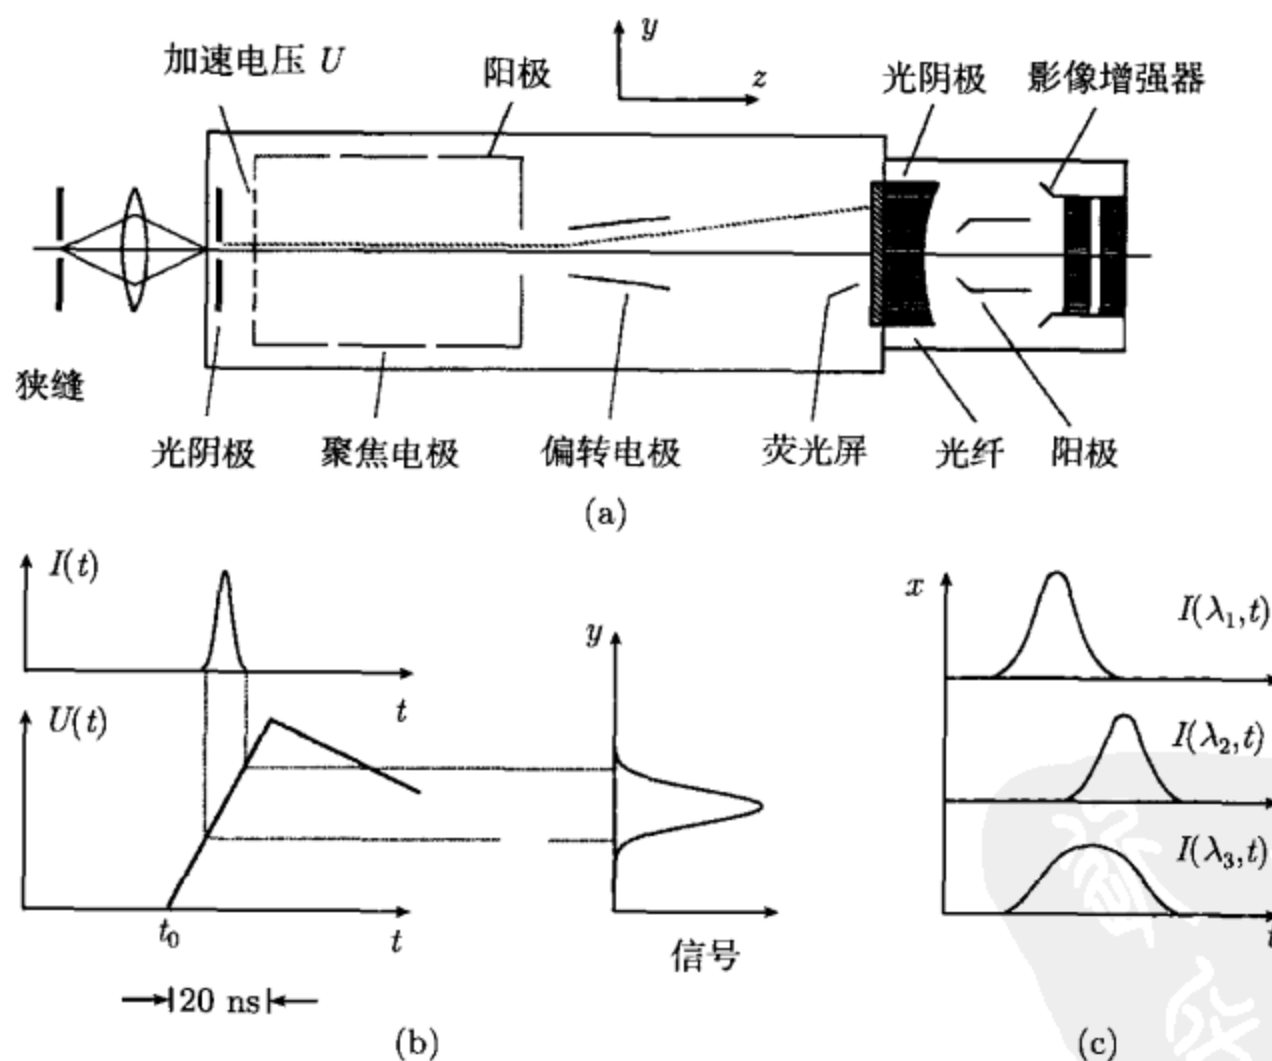 y
加速电压 U
阳极
z
光阴极
影像增强器
狭缝
光阴极
聚焦电极
偏转电极
荧光屏
光纤
阳极
(a)
I(t)
t
U(t)
t₀
t
20 ns
y
信号
(b)
x
I(λ₁,t)
I(λ₂,t)
I(λ₃,t)
t
(c)